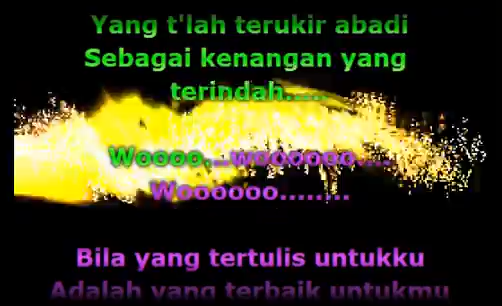 Yang t'lah terukir abadi
Sebagai kenangan yang
terindah.....
Woooo...wooooooo....
Woooooo........
Bila yang tertulis untukku
Adalah yang terbaik untukmu